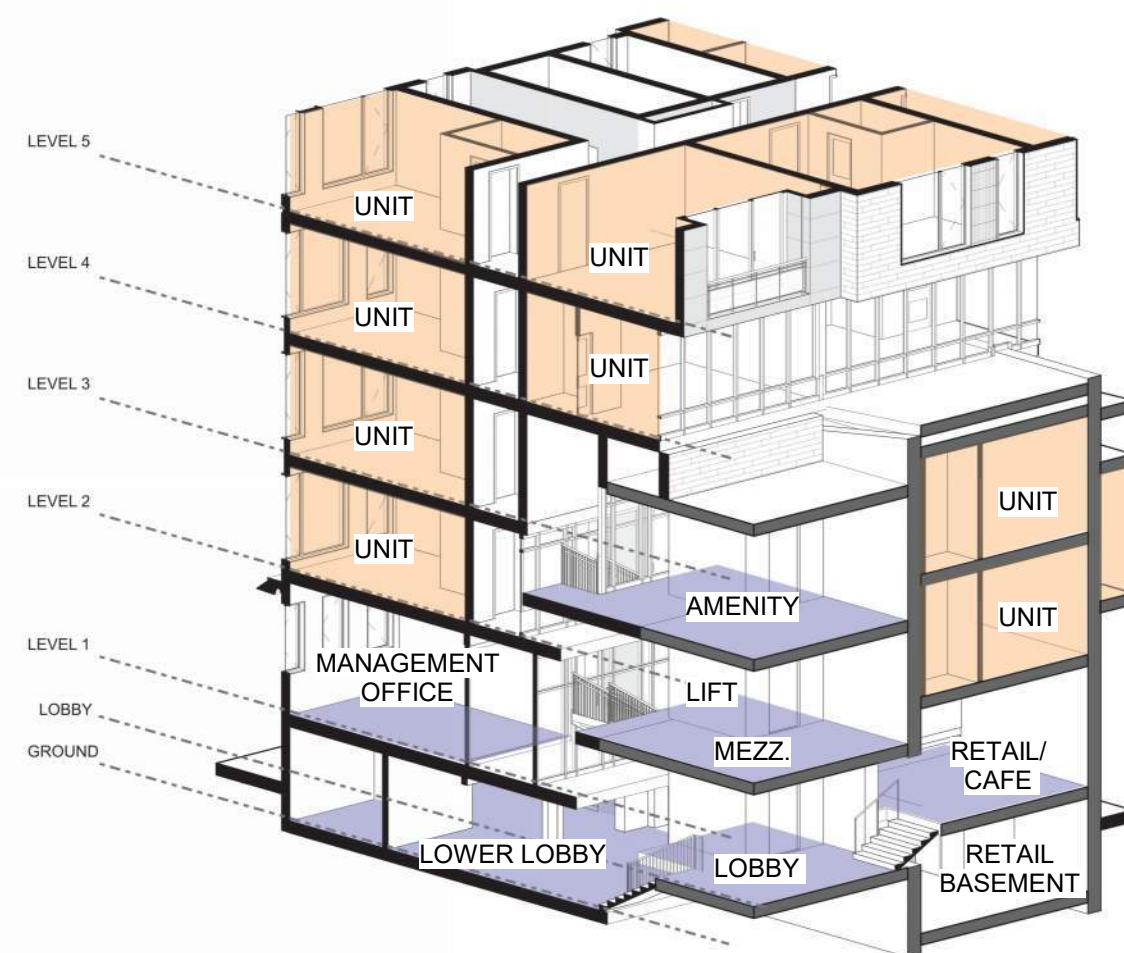 LEVEL 5
LEVEL 4
LEVEL 3
LEVEL 2
LEVEL 1
LOBBY
GROUND
UNIT
UNIT
UNIT
UNIT
UNIT
UNIT
UNIT
UNIT
AMENITY
MANAGEMENT
OFFICE
LIFT
MEZZ.
RETAIL/
CAFE
LOWER LOBBY
LOBBY
RETAIL
BASEMENT